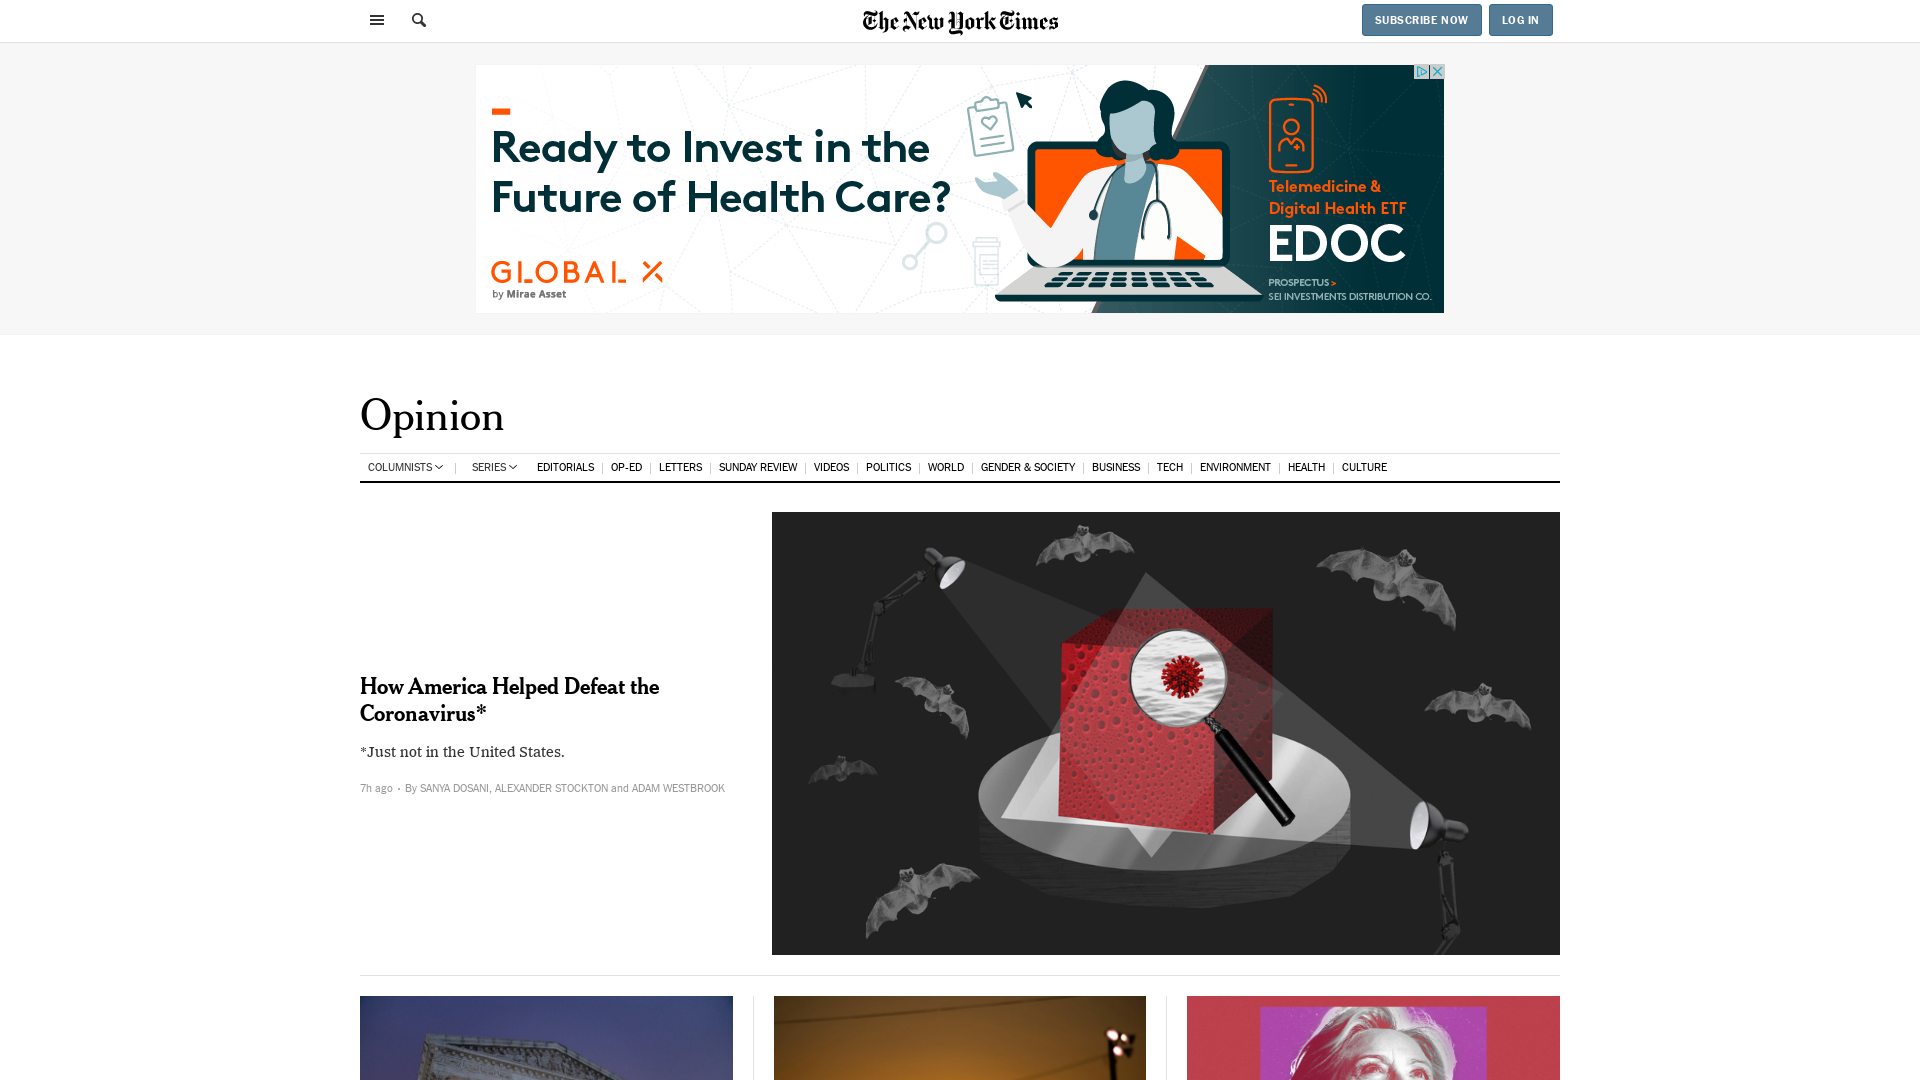 The New York Times
SUBSCRIBE NOW
LOG IN
Ready to Invest in the
Future of Health Care?
GLOBAL X
by Mirae Asset
Telemedicine &
Digital Health ETF
EDOC
PROSPECTUS >
SEI INVESTMENTS DISTRIBUTION CO.
Opinion
COLUMNISTS
SERIES
EDITORIALS
OP-ED
LETTERS
SUNDAY REVIEW
VIDEOS
POLITICS
WORLD
GENDER & SOCIETY
BUSINESS
TECH
ENVIRONMENT
HEALTH
CULTURE
How America Helped Defeat the
Coronavirus*
*Just not in the United States.
7h ago • By SANYA DOSANI, ALEXANDER STOCKTON and ADAM WESTBROOK